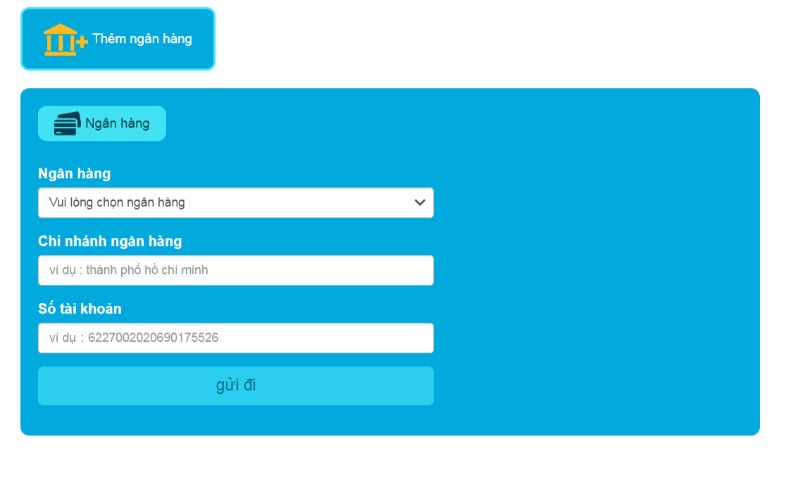 Thêm ngân hàng
Ngân hàng
Ngân hàng
Vui lòng chọn ngân hàng
Chi nhánh ngân hàng
ví dụ : thành phố hồ chí minh
Số tài khoản
ví dụ : 6227002020690175526
gửi đi